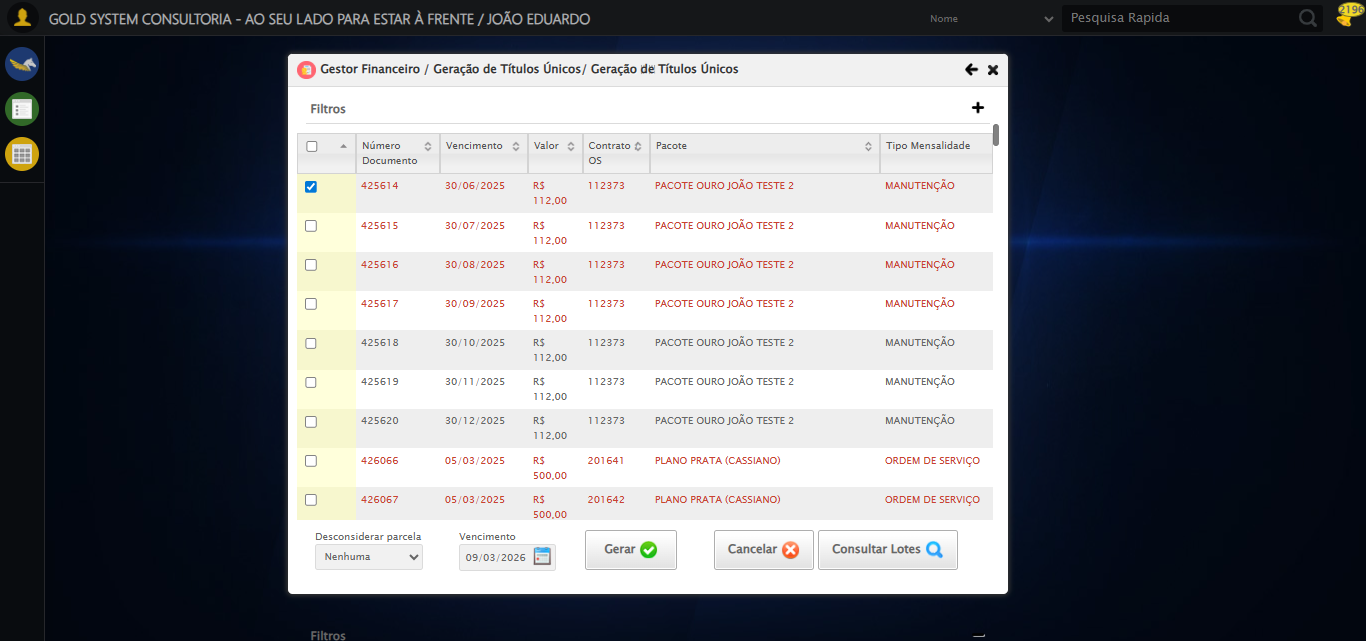 GOLD SYSTEM CONSULTORIA - AO SEU LADO PARA ESTAR À FRENTE / JOÃO EDUARDO
Nome
Pesquisa Rapida
2196
Gestor Financeiro / Geração de Títulos Únicos/ Geração de Títulos Únicos
Filtros
Número Documento Vencimento Valor Contrato OS Pacote Tipo Mensalidade
425614 30/06/2025 R$ 112,00 112373 PACOTE OURO JOÃO TESTE 2 MANUTENÇÃO
425615 30/07/2025 R$ 112,00 112373 PACOTE OURO JOÃO TESTE 2 MANUTENÇÃO
425616 30/08/2025 R$ 112,00 112373 PACOTE OURO JOÃO TESTE 2 MANUTENÇÃO
425617 30/09/2025 R$ 112,00 112373 PACOTE OURO JOÃO TESTE 2 MANUTENÇÃO
425618 30/10/2025 R$ 112,00 112373 PACOTE OURO JOÃO TESTE 2 MANUTENÇÃO
425619 30/11/2025 R$ 112,00 112373 PACOTE OURO JOÃO TESTE 2 MANUTENÇÃO
425620 30/12/2025 R$ 112,00 112373 PACOTE OURO JOÃO TESTE 2 MANUTENÇÃO
426066 05/03/2025 R$ 500,00 201641 PLANO PRATA (CASSIANO) ORDEM DE SERVIÇO
426067 05/03/2025 R$ 500,00 201642 PLANO PRATA (CASSIANO) ORDEM DE SERVIÇO
Desconsiderar parcela Vencimento
Nenhuma 09/03/2026 Gerar Cancelar Consultar Lotes
Filtros